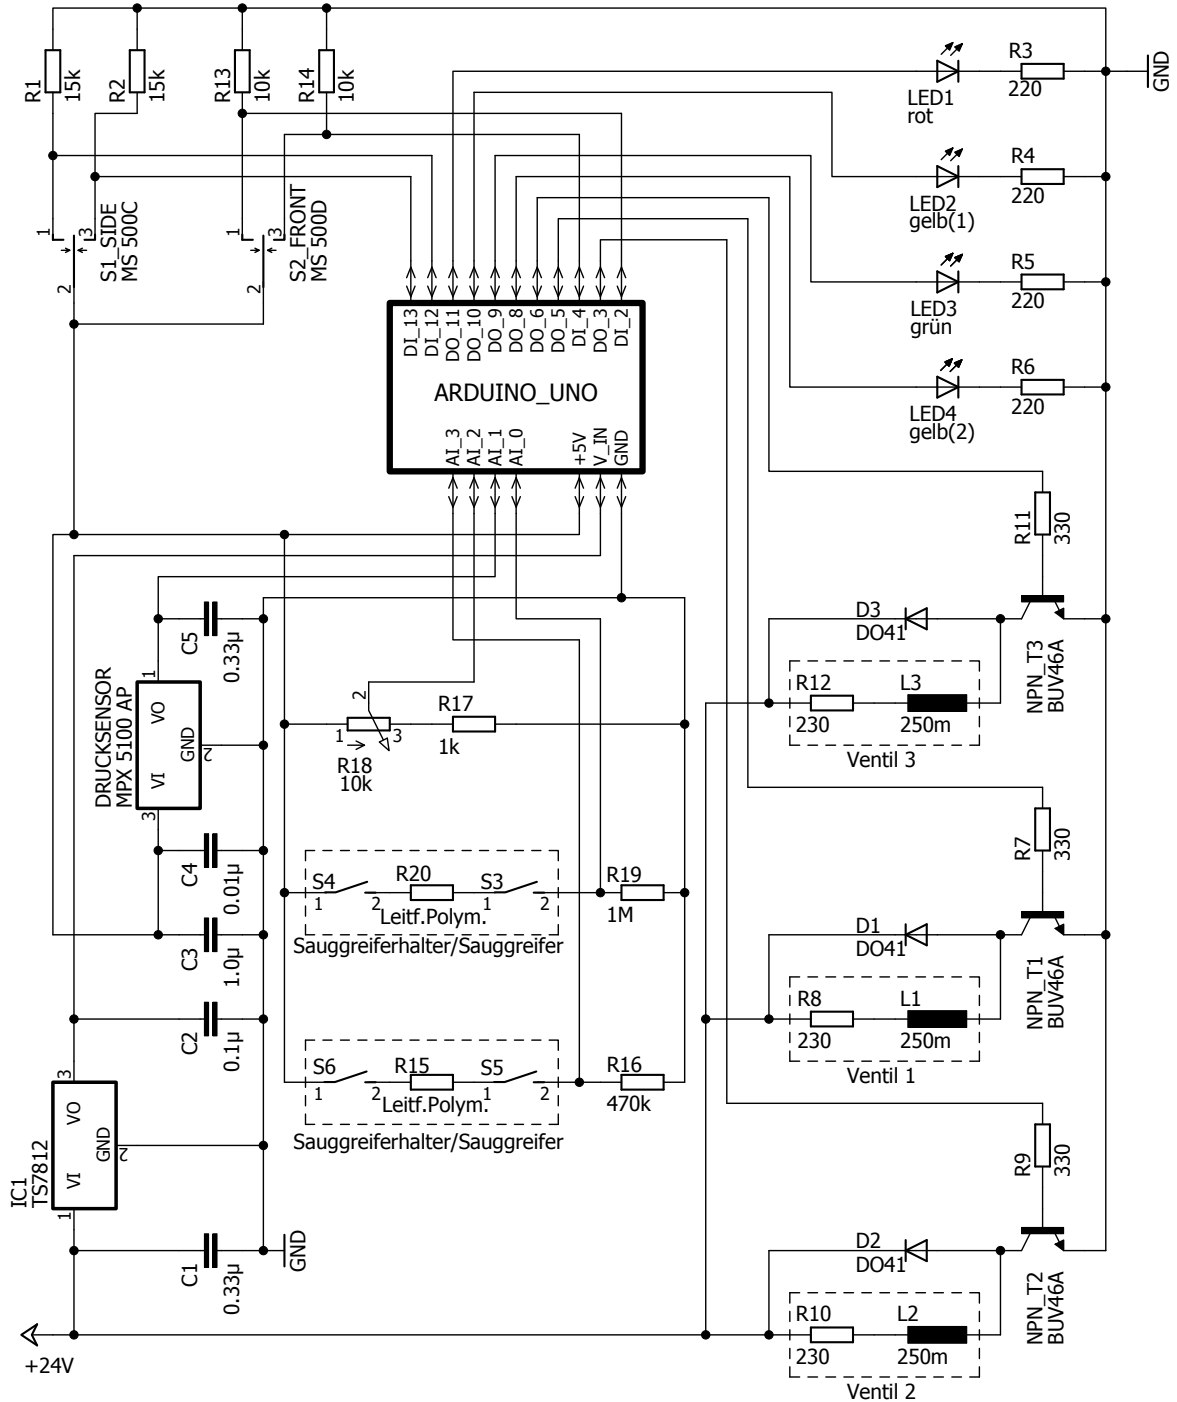 R1
15k
R2
15k
R13
10k
R14
10k
LED1
rot
R3
220
GND
LED2
gelb(1)
R4
220
LED3
grün
R5
220
LED4
gelb(2)
R6
220
1
3
2
S1_SIDE
MS 500C
1
3
2
S2_FRONT
MS 500D
DI_13
DI_12
DO_11
DO_10
DO_9
DO_8
DO_6
DO_5
DI_4
DO_3
DI_2
ARDUINO_UNO
AI_3
AI_2
AI_1
AI_0
+5V
V_IN
GND
R11
330
D3
DO41
NPN_T3
BUV46A
R12
230
L3
250m
Ventil 3
C5
0.33µ
DRUCKSENSOR
MPX 5100 AP
1
VO
GND
2
VI
3
2
1
3
R18
10k
R17
1k
C4
0.01µ
C3
1.0µ
C2
0.1µ
S4
1
2
R20
Leitf.Polym.
S3
1
2
R19
1M
Sauggreiferhalter/Sauggreifer
S6
1
2
R15
Leitf.Polym.
S5
1
2
R16
470k
Sauggreiferhalter/Sauggreifer
R7
330
D1
DO41
NPN_T1
BUV46A
R8
230
L1
250m
Ventil 1
IC1
TS7812
3
VO
GND
2
VI
1
C1
0.33µ
GND
+24V
R9
330
D2
DO41
NPN_T2
BUV46A
R10
230
L2
250m
Ventil 2